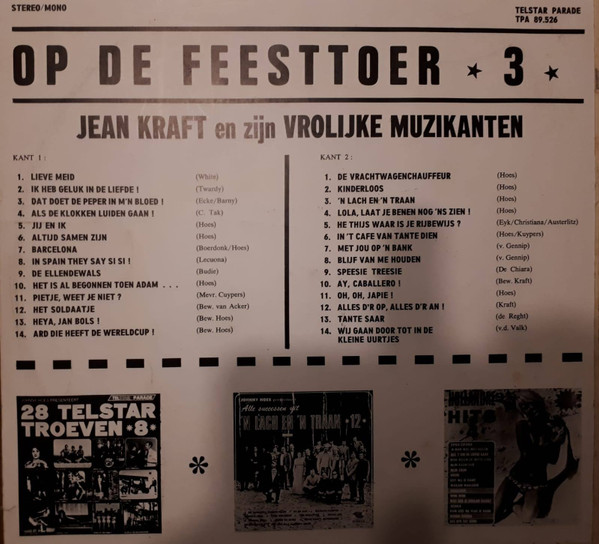 STEREO/MONO
TELSTAR PARADE
TPA 89.526
OP DE FEESTTOER ★ 3 ★
JEAN KRAFT en zijn VROLIJKE MUZIKANTEN
KANT 1:
1. LIEVE MEID (White)
2. IK HEB GELUK IN DE LIEFDE! (Twardy)
3. DAT DOET DE PEPER IN M'N BLOED! (Ecke/Barny)
4. ALS DE KLOKKEN LUIDEN GAAN! (C. Tak)
5. JIJ EN IK (Hoes)
6. ALTIJD SAMEN ZIJN (Hoes)
7. BARCELONA (Boerdonk/Hoes)
8. IN SPAIN THEY SAY SI SI! (Lecuona)
9. DE ELLENDEWALS (Budie)
10. HET IS AL BEGONNEN TOEN ADAM . . . (Hoes)
11. PIETJE, WEET JE NIET? (Mevr. Cuypers)
12. HET SOLDAATJE (Bew. van Acker)
13. HEYA, JAN BOLS! (Bew. Hoes)
14. ARD DIE HEEFT DE WERELDCUP! (Bew. Hoes)
KANT 2:
1. DE VRACHTWAGENCHAUFFEUR (Hoes)
2. KINDERLOOS (Hoes)
3. 'N LACH EN 'N TRAAN (Hoes)
4. LOLA, LAAT JE BENEN NOG 'NS ZIEN! (Hoes)
5. HE THIJS WAAR IS JE RIJBEWIJS? (Eyk/Christiana/Austerlitz)
6. IN 'T CAFE VAN TANTE DIEN (Hoes/Kuypers)
7. MET JOU OP 'N BANK (v. Gennip)
8. BLIJF VAN ME HOUDEN (v. Gennip)
9. SPEESIE TREESIE (De Chiara)
10. AY, CABALLERO! (Bew. Kraft)
11. OH, OH, JAPIE! (Hoes)
12. ALLES D'R OP, ALLES D'R AN! (Kraft)
13. TANTE SAAR (de Reght)
14. WIJ GAAN DOOR TOT IN DE (v.d. Valk)
KLEINE UURTJES
TELSTAR PARADE
28 TELSTAR
TROEVEN *8*
JOHNNY HOES
Alle successen uit
'N LACH EN 'N TRAAN *12*
HITS